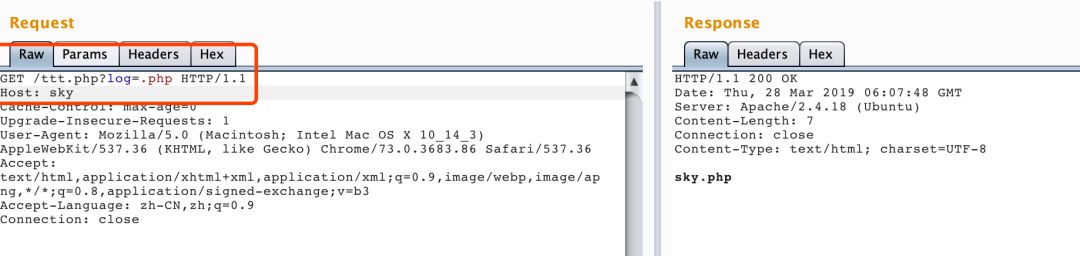 Request
Raw Params Headers Hex
GET /ttt.php?log=.php HTTP/1.1
Host: sky
Cache-Control: max-age=0
Upgrade-Insecure-Requests: 1
User-Agent: Mozilla/5.0 (Macintosh; Intel Mac OS X 10_14_3)
AppleWebKit/537.36 (KHTML, like Gecko) Chrome/73.0.3683.86 Safari/537.36
Accept:
text/html,application/xhtml+xml,application/xml;q=0.9,image/webp,image/ap
ng,*/*;q=0.8,application/signed-exchange;v=b3
Accept-Language: zh-CN,zh;q=0.9
Connection: close
Response
Raw Headers Hex
HTTP/1.1 200 OK
Date: Thu, 28 Mar 2019 06:07:48 GMT
Server: Apache/2.4.18 (Ubuntu)
Content-Length: 7
Connection: close
Content-Type: text/html; charset=UTF-8
sky.php